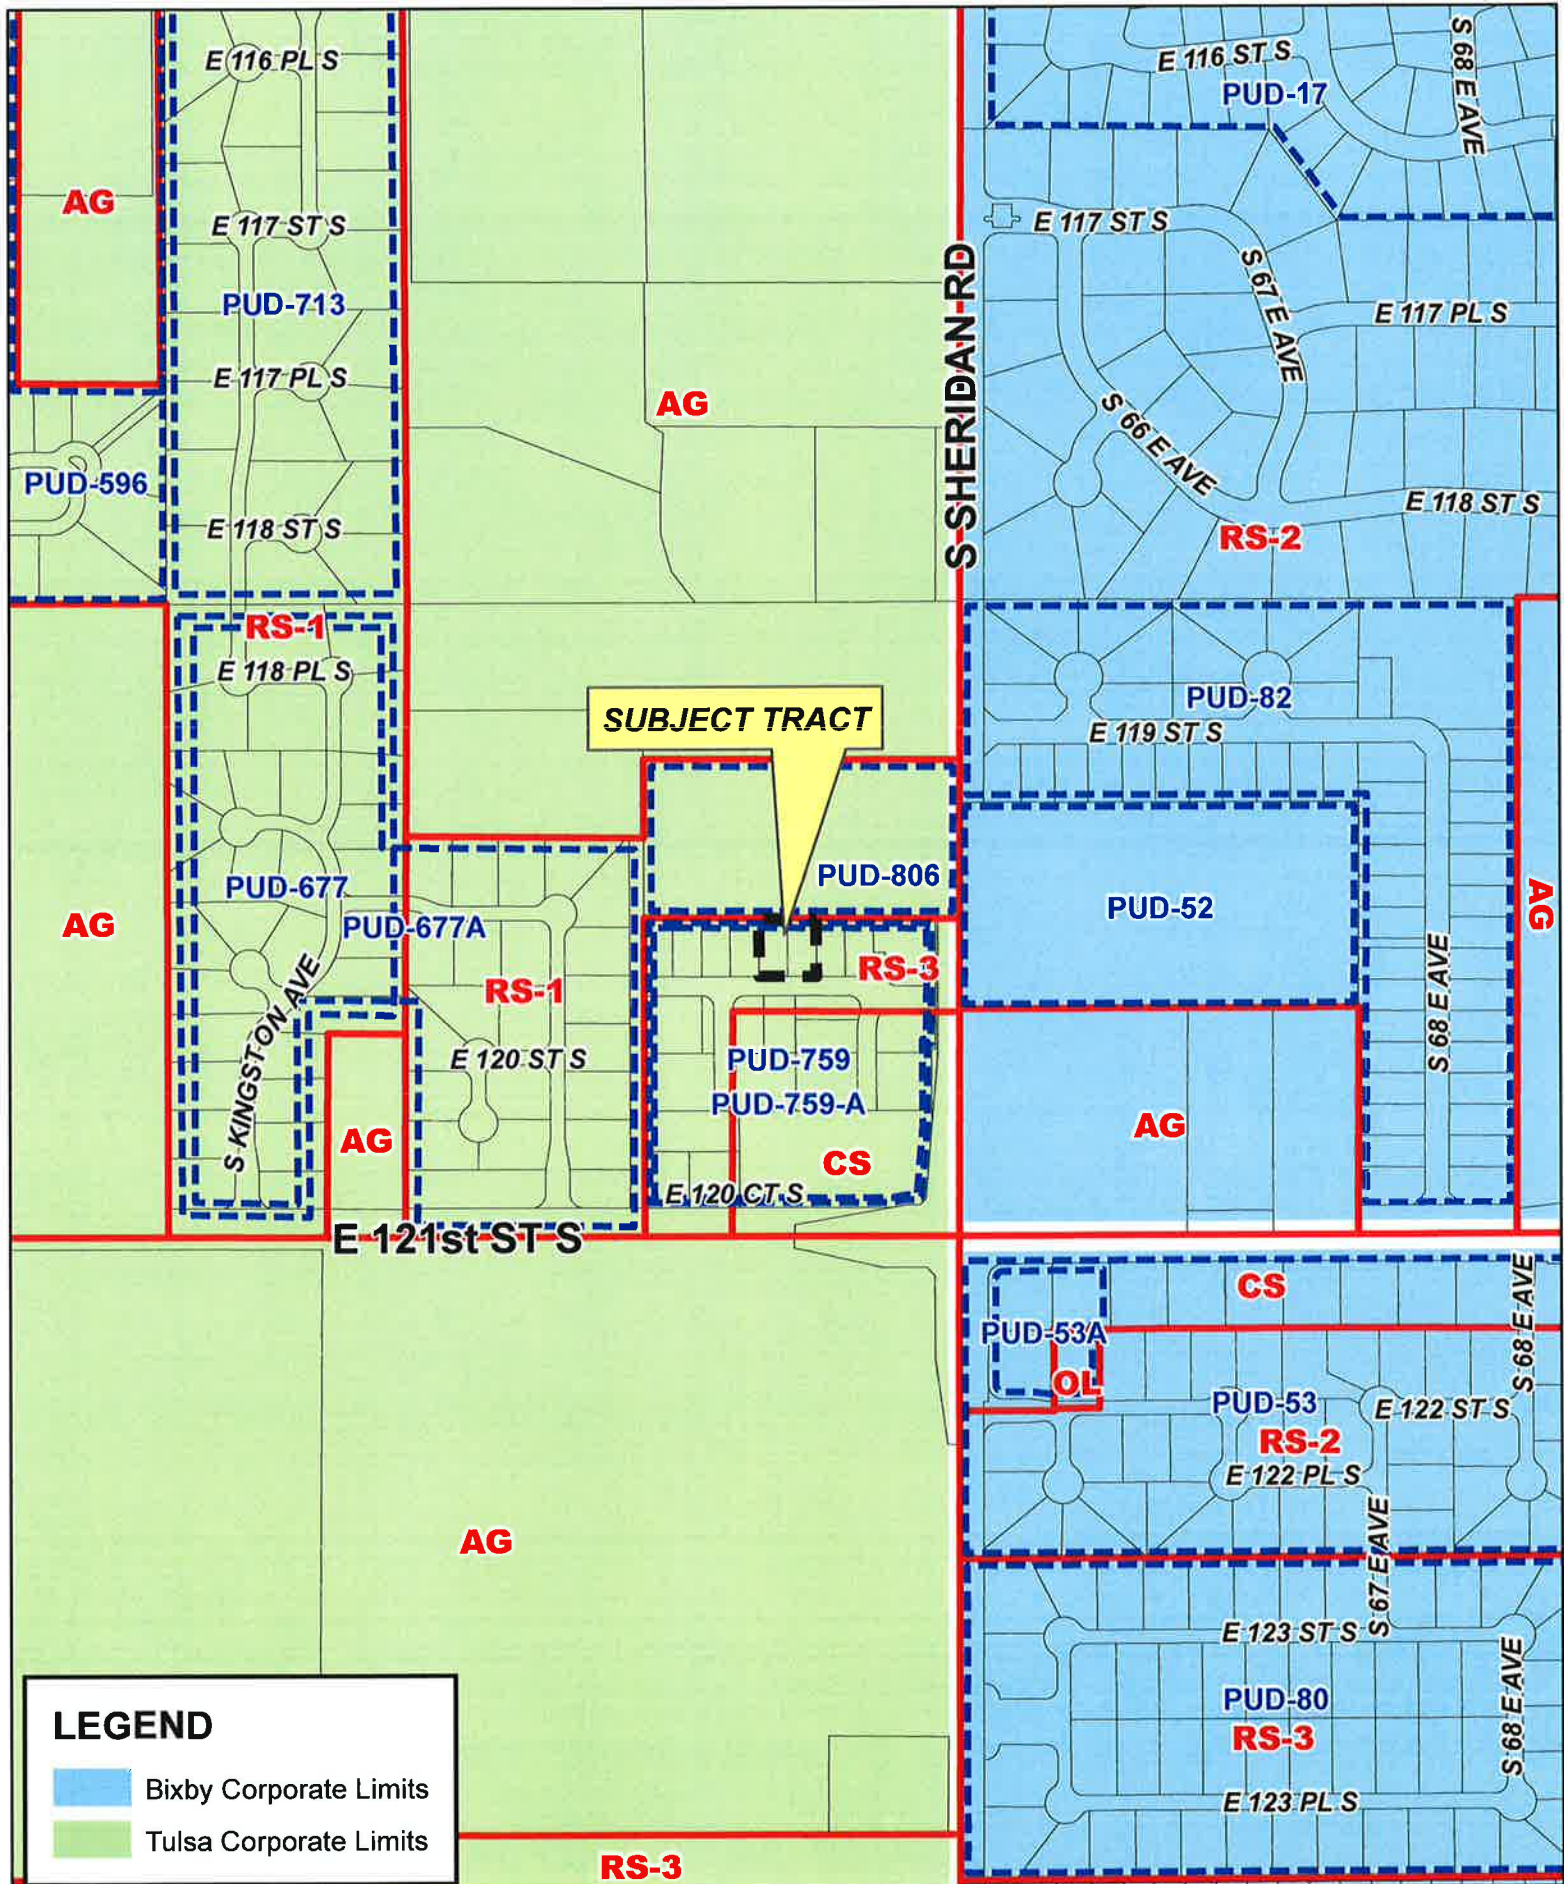 E 116 PL S
E 116 ST S
S 68 E AVE
PUD-17
AG
E 117 ST S
E 117 ST S
PUD-713
S SHERIDAN RD
S 67 E AVE
E 117 PL S
E 117 PL S
AG
S 66 E AVE
PUD-596
E 118 ST S
E 118 ST S
RS-2
RS-1
E 118 PL S
SUBJECT TRACT
PUD-82
E 119 ST S
PUD-806
PUD-677
PUD-52
AG
AG
PUD-677A
RS-3
RS-1
S KINGSTON AVE
S 68 E AVE
E 120 ST S
PUD-759
PUD-759-A
AG
AG
CS
E 120 CT S
E 121st ST S
CS
S 68 E AVE
PUD-53A
OL
PUD-53
E 122 ST S
RS-2
E 122 PL S
AG
S 67 E AVE
E 123 ST S
S 68 E AVE
PUD-80
RS-3
E 123 PL S
LEGEND
Bixby Corporate Limits
Tulsa Corporate Limits
RS-3